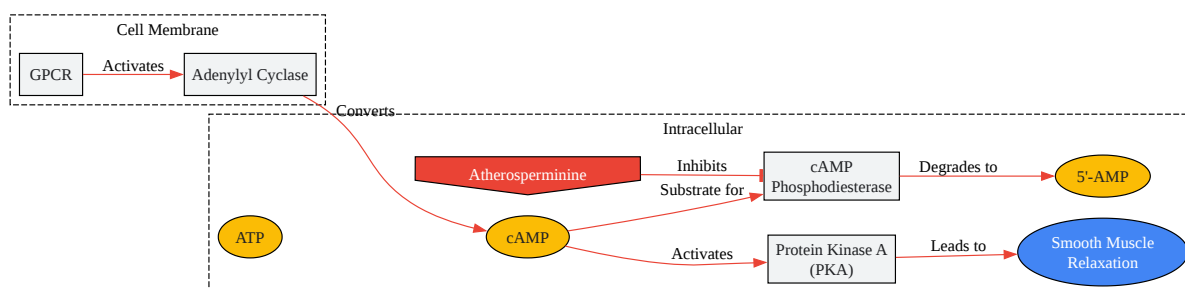 Cell Membrane
GPCR
Activates
Adenylyl Cyclase
Converts
Intracellular
Atherosperminine
Inhibits
cAMP
Phosphodiesterase
Degrades to
5'-AMP
Substrate for
ATP
cAMP
Activates
Protein Kinase A
(PKA)
Leads to
Smooth Muscle
Relaxation